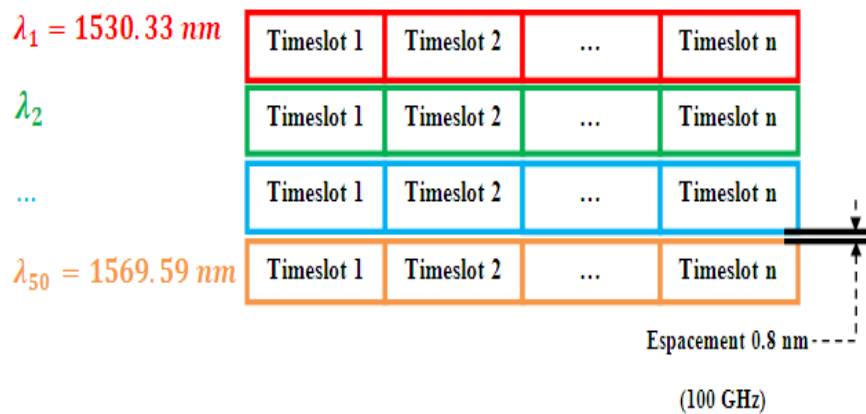 λ1 = 1530.33 nm Timeslot 1 Timeslot 2 ... Timeslot n
λ2 Timeslot 1 Timeslot 2 ... Timeslot n
... Timeslot 1 Timeslot 2 ... Timeslot n
λ50 = 1569.59 nm Timeslot 1 Timeslot 2 ... Timeslot n
Espacement 0.8 nm
(100 GHz)